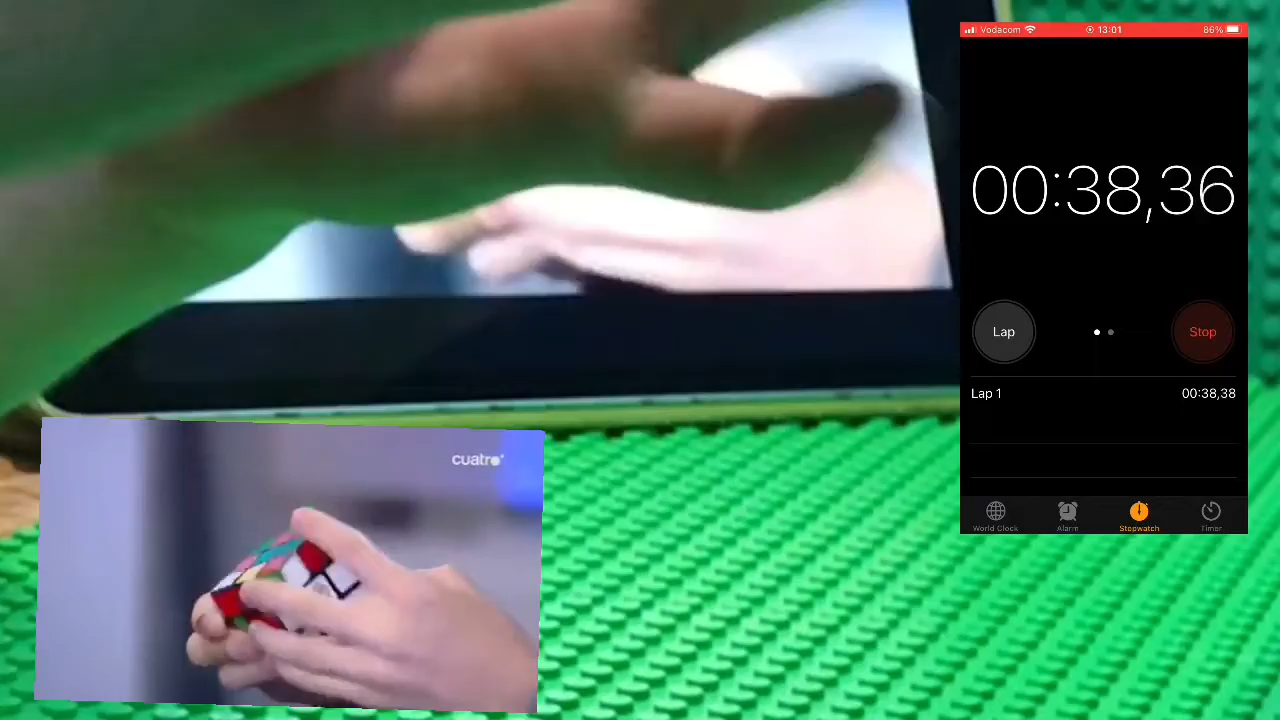 Vodacom 13:01 86%
00:38,36
Lap Stop
Lap 1 00:38,38
World Clock Alarm Stopwatch Timer
cuatro